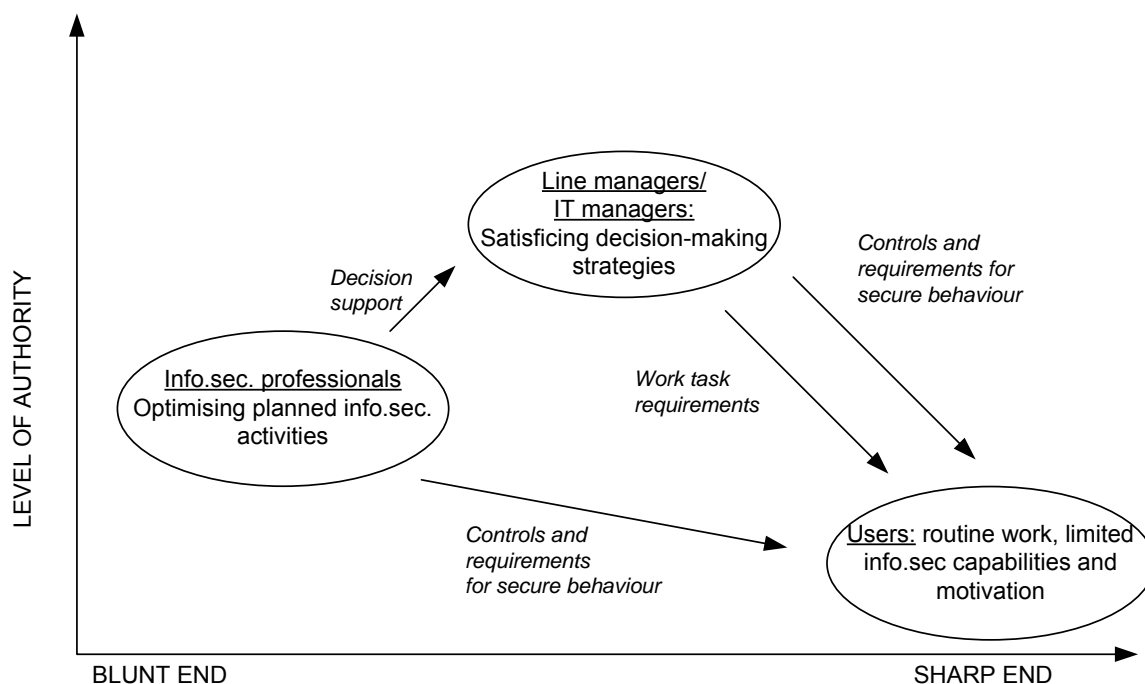 Line managers/
IT managers:
Satisficing decision-making
strategies
Controls and
requirements for
secure behaviour
Decision
support
Info.sec. professionals
Optimising planned info.sec.
activities
Work task
requirements
LEVEL OF AUTHORITY
Controls and
requirements
for secure behaviour
Users: routine work, limited
info.sec capabilities and
motivation
BLUNT END
SHARP END